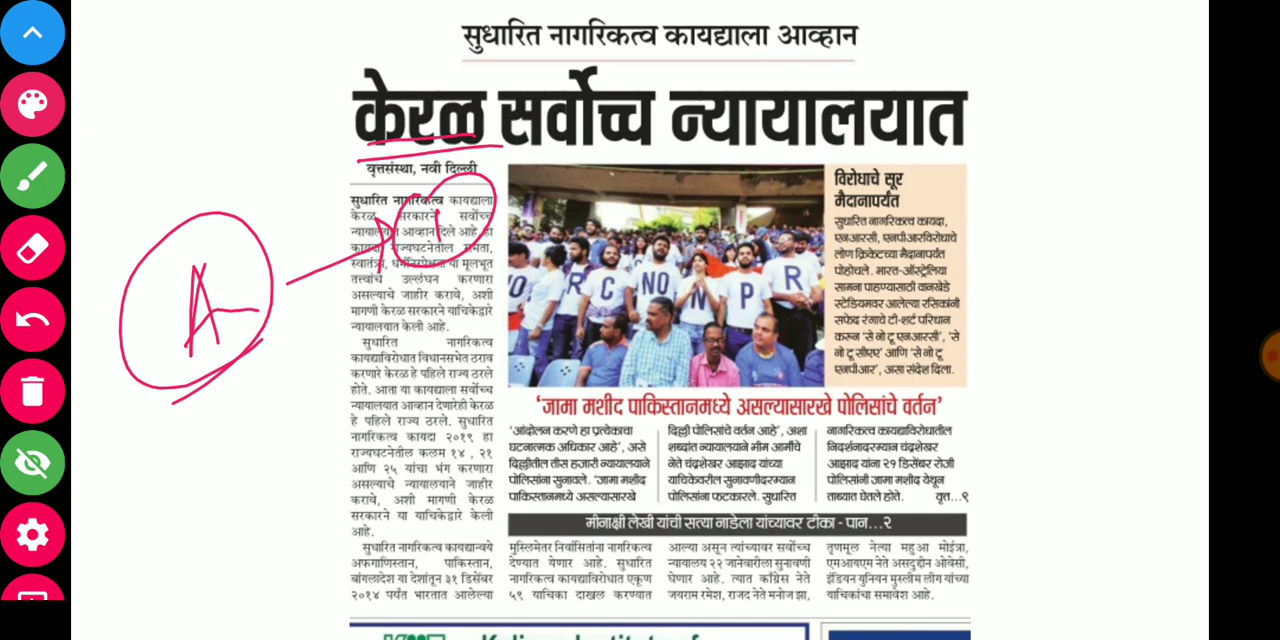 सुधारित नागरिकत्व कायद्याला आव्हान
केरळ सर्वोच्च न्यायालयात
वृत्तसंस्था, नवी दिल्ली
सुधारित नागरिकत्व कायद्याला
केरळ सरकारने सर्वोच्च
न्यायालयात आव्हान दिले आहे. हा
कायदा राज्यघटनेतील समता,
स्वातंत्र्य, धर्मनिरपेक्षता या मूलभूत
तत्त्वांचे उल्लंघन करणारा
असल्याचे जाहीर करावे, अशी
मागणी केरळ सरकारने याचिकेद्वारे
न्यायालयात केली आहे.
सुधारित नागरिकत्व
कायद्याविरोधात विधानसभेत ठराव
करणारे केरळ हे पहिले राज्य ठरले
होते. आता या कायद्याला सर्वोच्च
न्यायालयात आव्हान देणारेही केरळ
हे पहिले राज्य ठरले. सुधारित
नागरिकत्व कायदा २०१९ हा
राज्यघटनेतील कलम १४, २१
आणि २५ यांचा भंग करणारा
असल्याचे न्यायालयाने जाहीर
करावे, अशी मागणी केरळ
सरकारने या याचिकेद्वारे केली
आहे.
सुधारित नागरिकत्व कायद्यान्वये
अफगाणिस्तान, पाकिस्तान,
बांगलादेश या देशांतून ३१ डिसेंबर
२०१४ पर्यंत भारतात आलेल्या
A
O RC NO N P R
विरोधाचे सूर
मैदानापर्यंत
सुधारित नागरिकत्व कायदा,
एनआरसी, एनपीआरविरोधाचे
लोण क्रिकेटच्या मैदानापर्यंत
पोहोचले. भारत-ऑस्ट्रेलिया
सामना पाहण्यासाठी वानखेडे
स्टेडियमवर आलेल्या रसिकांनी
सफेद रंगाचे टी-शर्ट परिधान
करुन 'से नो टू एनआरसी', 'से
नो टू सीएए' आणि 'से नो टू
एनपीआर', असा संदेश दिला.
'जामा मशीद पाकिस्तानमध्ये असल्यासारखे पोलिसांचे वर्तन'
'आंदोलन करणे हा प्रत्येकाचा
घटनात्मक अधिकार आहे', असे
दिल्लीतील तीस हजारी न्यायालयाने
पोलिसांना सुनावले. 'जामा मशीद
पाकिस्तानमध्ये असल्यासारखे
दिल्ली पोलिसांचे वर्तन आहे', अशा
शब्दांत न्यायालयाने भीम आर्मीचे
नेते चंद्रशेखर आझाद यांच्या
याचिकेवरील सुनावणीदरम्यान
पोलिसांना फटकारले. सुधारित
नागरिकत्व कायद्याविरोधातील
निदर्शनादरम्यान चंद्रशेखर
आझाद यांना २१ डिसेंबर रोजी
पोलिसांनी जामा मशीद येथून
ताब्यात घेतले होते. वृत्त...९
मीनाक्षी लेखी यांची सत्या नाडेला यांच्यावर टीका - पान...२
मुस्लिमेतर निर्वासितांना नागरिकत्व
देण्यात येणार आहे. सुधारित
नागरिकत्व कायद्याविरोधात एकूण
५९ याचिका दाखल करण्यात
आल्या असून त्यांच्यावर सर्वोच्च
न्यायालय २२ जानेवारीला सुनावणी
घेणार आहे. त्यात काँग्रेस नेते
जयराम रमेश, राजद नेते मनोज झा,
तृणमूल नेत्या महुआ मोईत्रा,
एमआयएम नेते असदुद्दीन ओवेसी,
इंडियन युनियन मुस्लीम लीग यांच्या
याचिकांचा समावेश आहे.